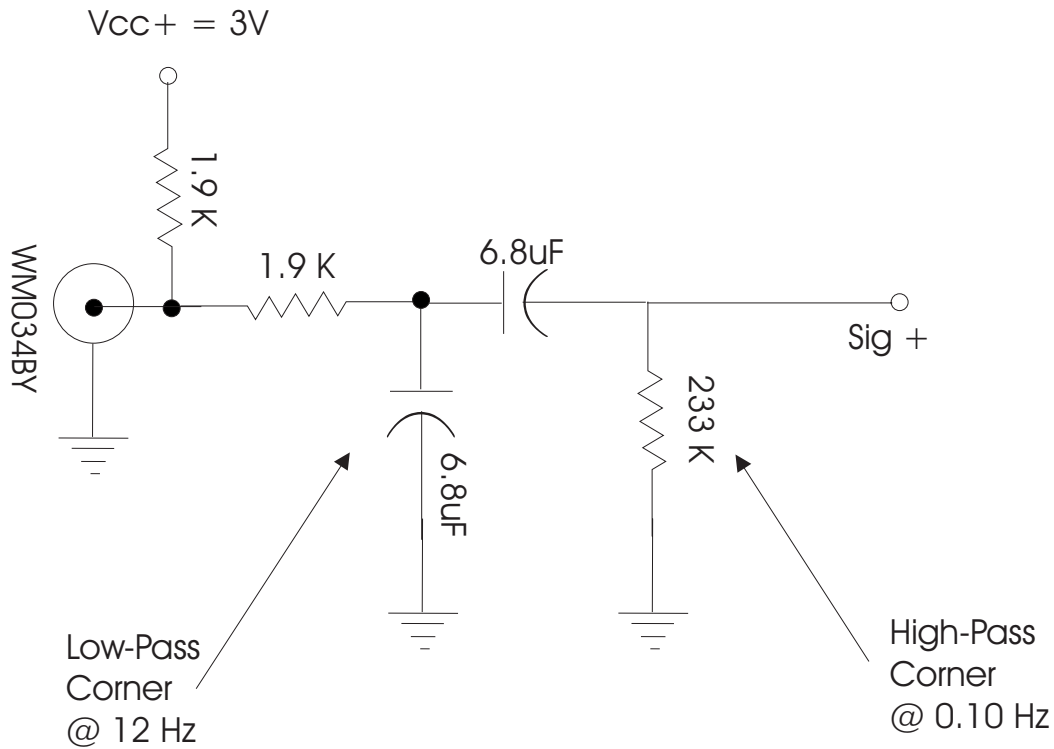 Vcc+ = 3V
1.9 K
WM034BY
1.9 K
6.8uF
Sig +
233 K
6.8uF
Low-Pass
Corner
@ 12 Hz
High-Pass
Corner
@ 0.10 Hz